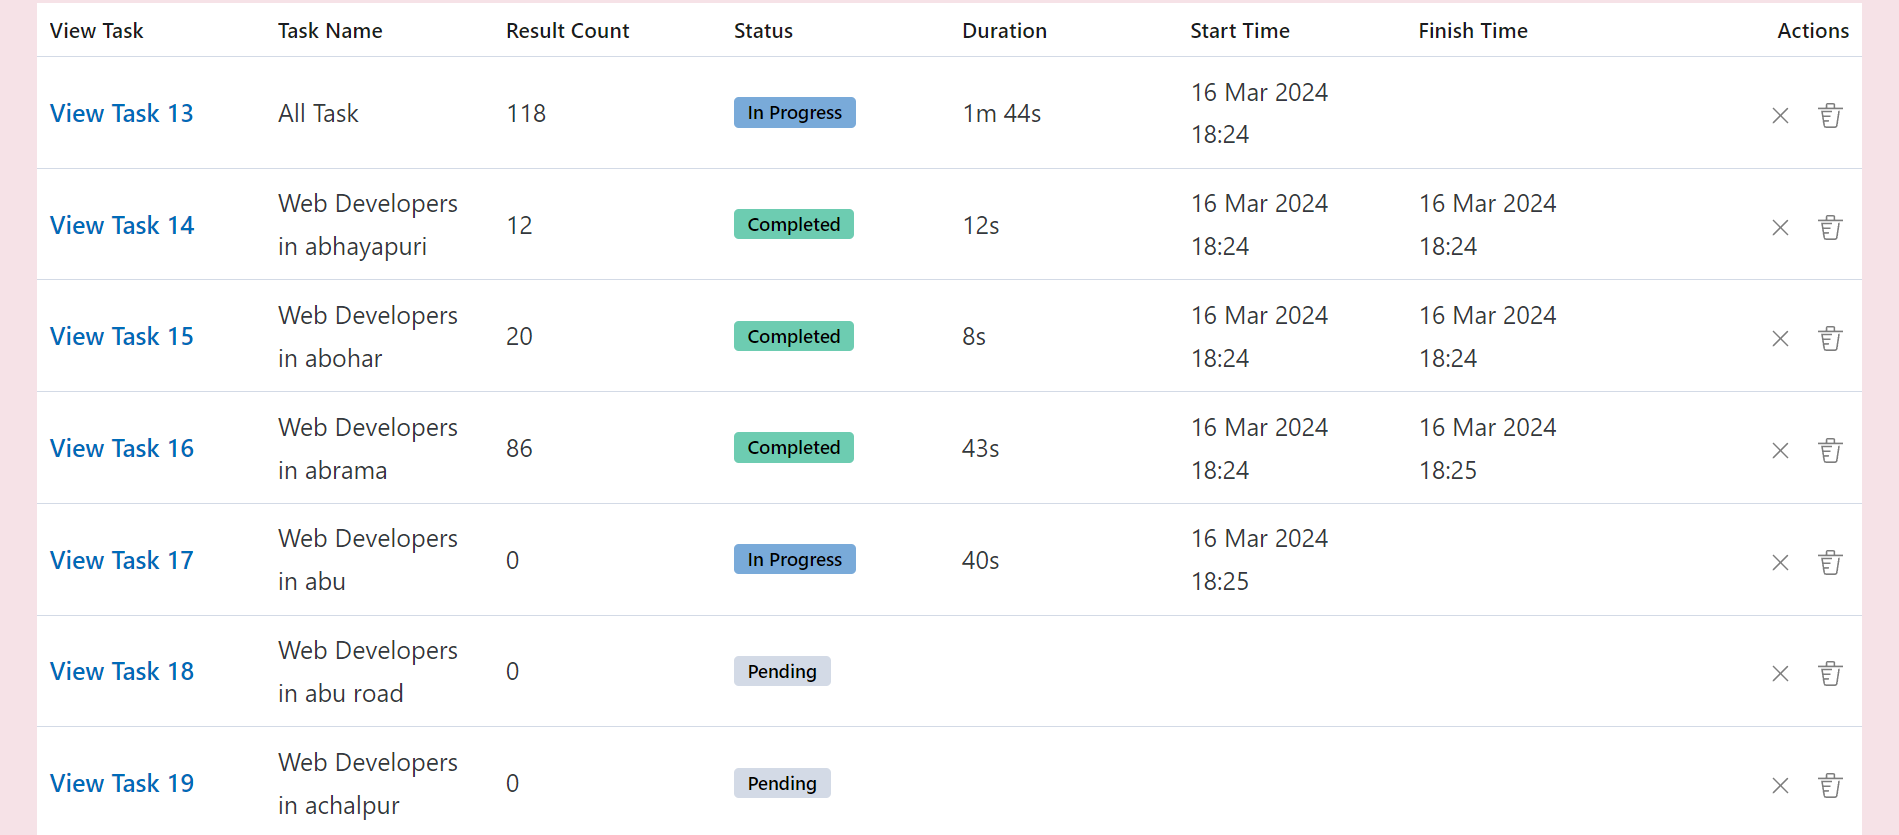 View Task Task Name Result Count Status Duration Start Time Finish Time Actions
View Task 13 All Task 118 In Progress 1m 44s 16 Mar 2024
18:24
View Task 14 Web Developers 12 Completed 12s 16 Mar 2024 16 Mar 2024
in abhayapuri 18:24 18:24
View Task 15 Web Developers 20 Completed 8s 16 Mar 2024 16 Mar 2024
in abohar 18:24 18:24
View Task 16 Web Developers 86 Completed 43s 16 Mar 2024 16 Mar 2024
in abrama 18:24 18:25
View Task 17 Web Developers 0 In Progress 40s 16 Mar 2024
in abu 18:25
View Task 18 Web Developers 0 Pending
in abu road
View Task 19 Web Developers 0 Pending
in achalpur